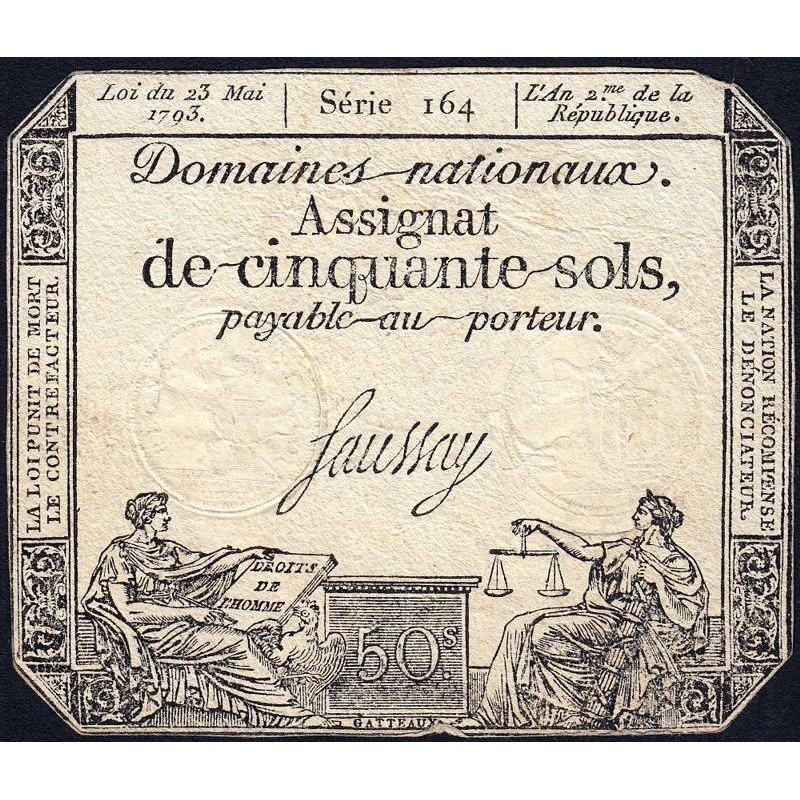 Loi du 23 Mai
1793.
Série 164
L'An 2.me de la
République.
Domaines nationaux.
Assignat
de cinquante sols,
payable au porteur.
Saussay
LA LOI PUNIT DE MORT
LE CONTREFACTEUR.
LA NATION RÉCOMPENSE
LE DÉNONCIATEUR.
DROITS
DE
L'HOMME
50.s
GATTEAUX